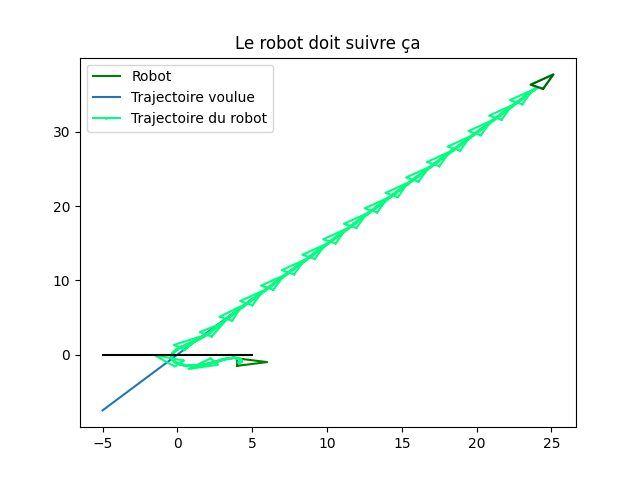 Le robot doit suivre ça
Robot
Trajectoire voulue
Trajectoire du robot
30
20
10
0
−5
0
5
10
15
20
25